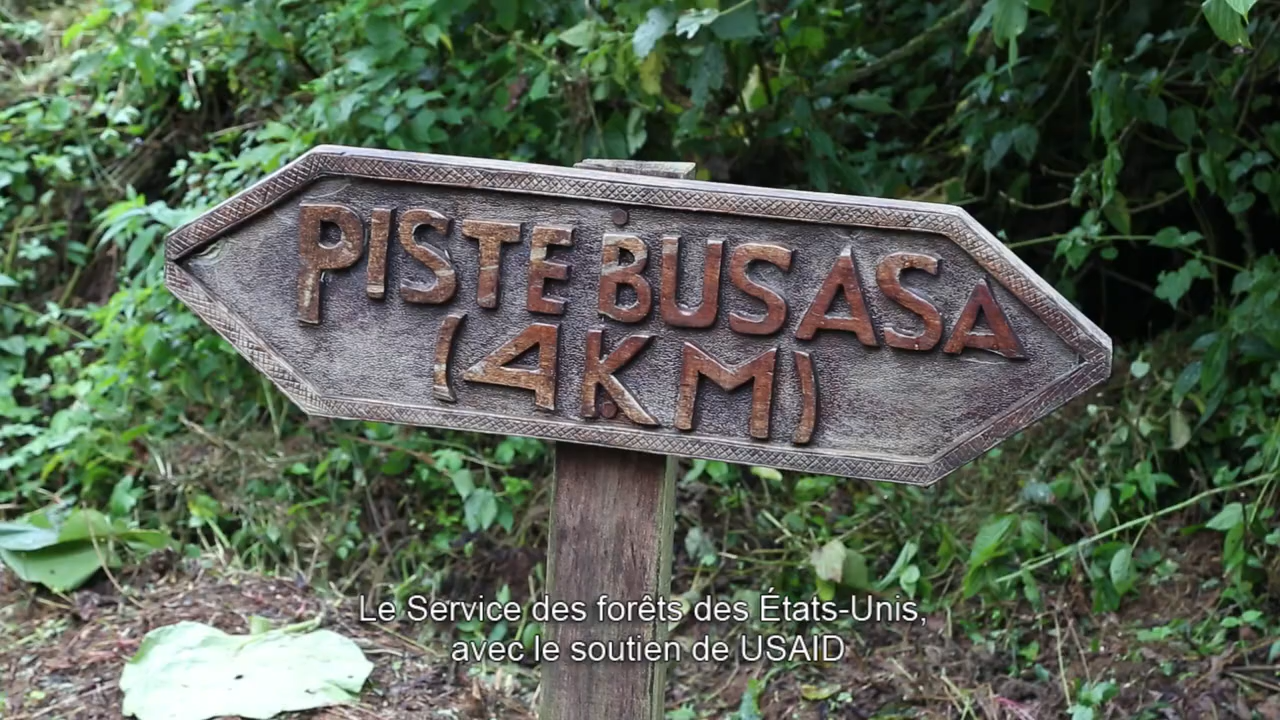 PISTE BUSASA
(4KM)
Le Service des forêts des États-Unis,
avec le soutien de USAID